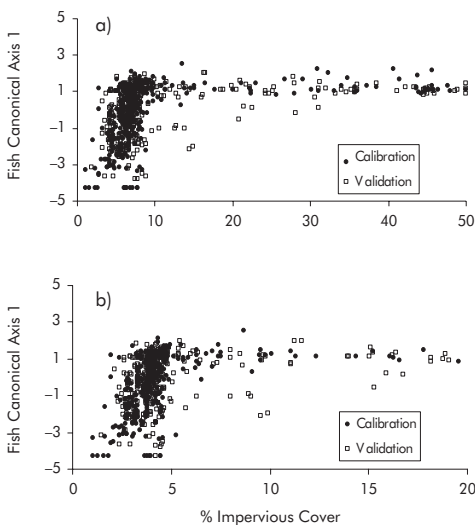 a)
Fish Canonical Axis 1
5
3
1
–1
–3
–5
Calibration
Validation
0 10 20 30 40 50
b)
Fish Canonical Axis 1
5
3
1
–1
–3
–5
Calibration
Validation
0 5 10 15 20
% Impervious Cover